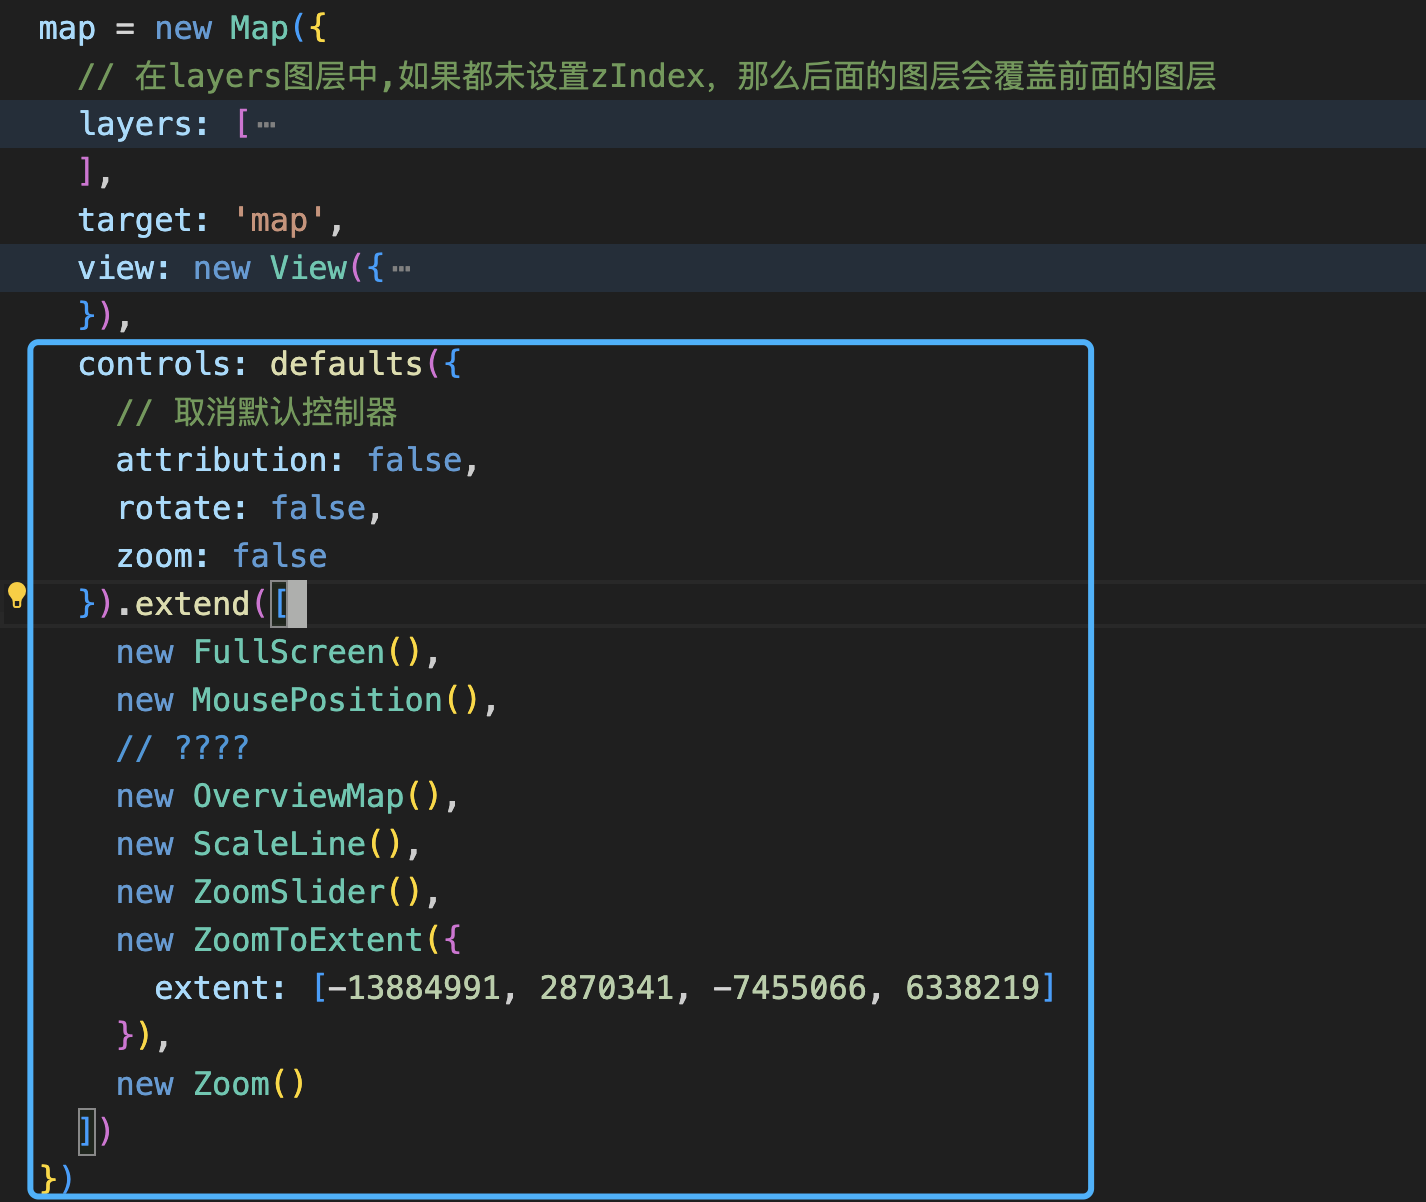 map = new Map({
// 在layers图层中,如果都未设置zIndex，那么后面的图层会覆盖前面的图层
layers: [⋯
],
target: 'map',
view: new View({⋯
}),
controls: defaults({
// 取消默认控制器
attribution: false,
rotate: false,
zoom: false
}).extend([
new FullScreen(),
new MousePosition(),
// ????
new OverviewMap(),
new ScaleLine(),
new ZoomSlider(),
new ZoomToExtent({
extent: [-13884991, 2870341, -7455066, 6338219]
}),
new Zoom()
])
})